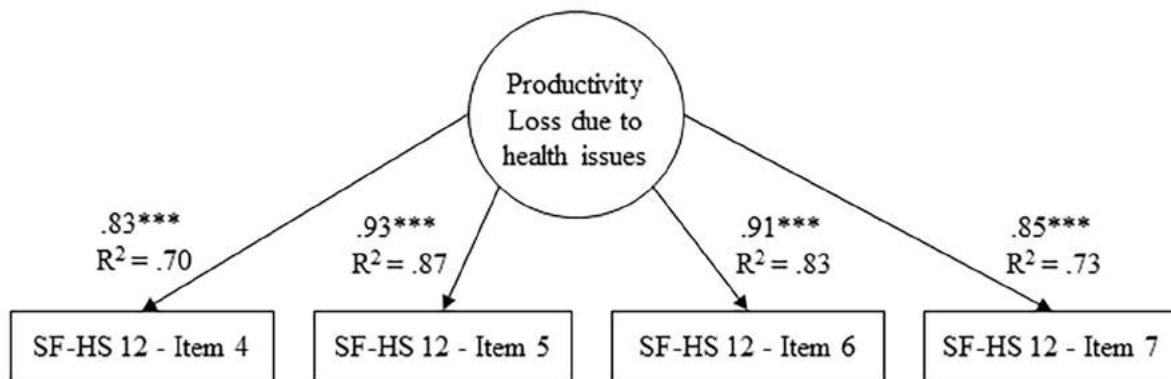 Productivity
Loss due to
health issues
.83***
R² = .70
.93***
R² = .87
.91***
R² = .83
.85***
R² = .73
SF-HS 12 - Item 4
SF-HS 12 - Item 5
SF-HS 12 - Item 6
SF-HS 12 - Item 7